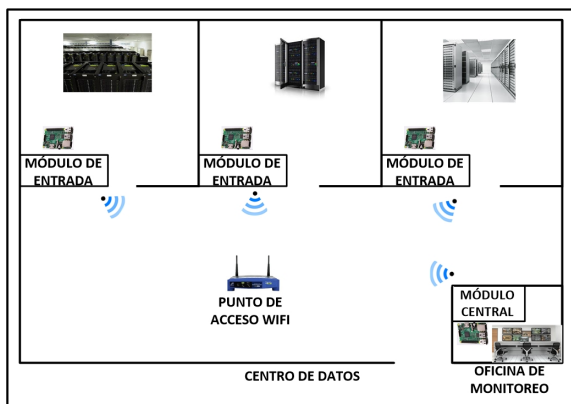 MÓDULO DE
ENTRADA
MÓDULO DE
ENTRADA
MÓDULO DE
ENTRADA
PUNTO DE
ACCESO WIFI
MÓDULO
CENTRAL
CENTRO DE DATOS
OFICINA DE
MONITOREO